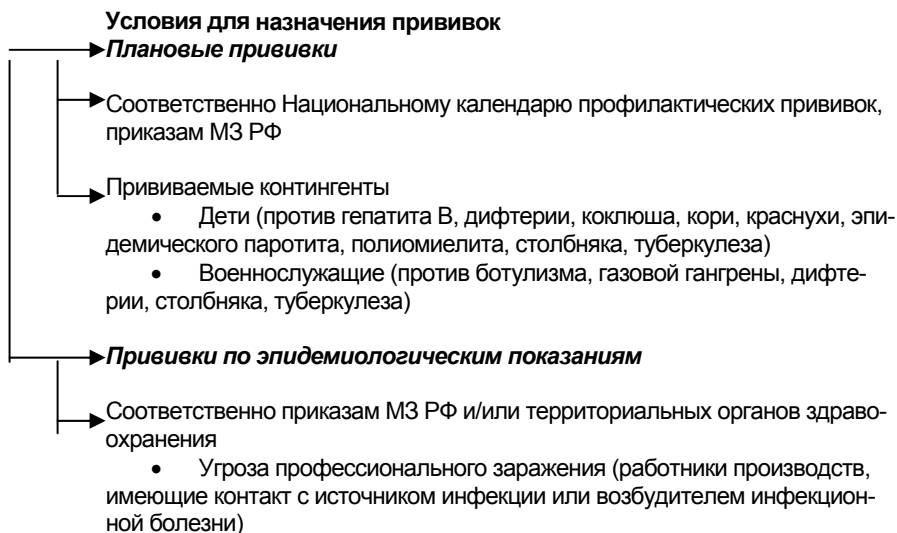 Условия для назначения прививок
Плановые прививки
Соответственно Национальному календарю профилактических прививок,
приказам МЗ РФ
Прививаемые контингенты
• Дети (против гепатита В, дифтерии, коклюша, кори, краснухи, эпи-
демического паротита, полиомиелита, столбняка, туберкулеза)
• Военнослужащие (против ботулизма, газовой гангрены, дифте-
рии, столбняка, туберкулеза)
Прививки по эпидемиологическим показаниям
Соответственно приказам МЗ РФ и/или территориальных органов здраво-
охранения
• Угроза профессионального заражения (работники производств,
имеющие контакт с источником инфекции или возбудителем инфекцион-
ной болезни)